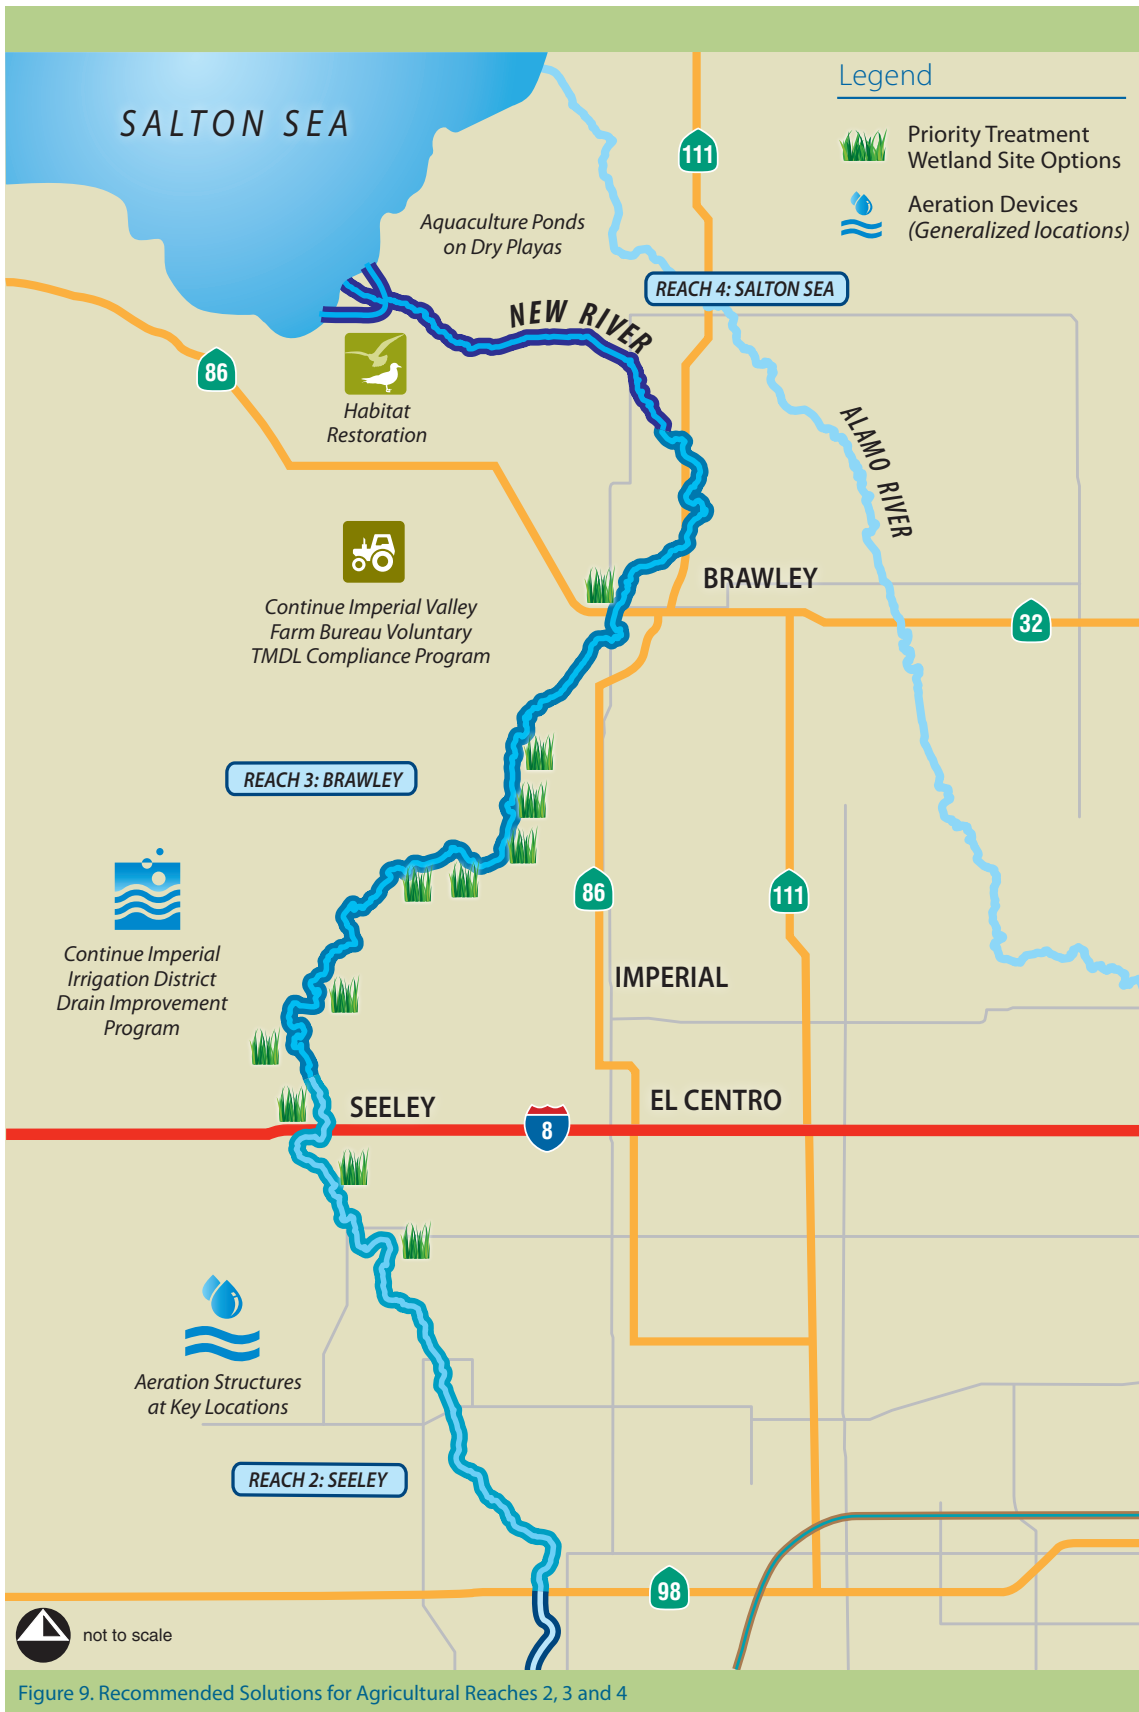 SALTON SEA
Legend
Priority Treatment
Wetland Site Options
Aeration Devices
(Generalized locations)
111
Aquaculture Ponds
on Dry Playas
REACH 4: SALTON SEA
NEW RIVER
86
Habitat
Restoration
ALAMO RIVER
Continue Imperial Valley
Farm Bureau Voluntary
TMDL Compliance Program
BRAWLEY
32
REACH 3: BRAWLEY
86
111
Continue Imperial
Irrigation District
Drain Improvement
Program
IMPERIAL
SEELEY
EL CENTRO
8
Aeration Structures
at Key Locations
REACH 2: SEELEY
98
not to scale
Figure 9. Recommended Solutions for Agricultural Reaches 2, 3 and 4